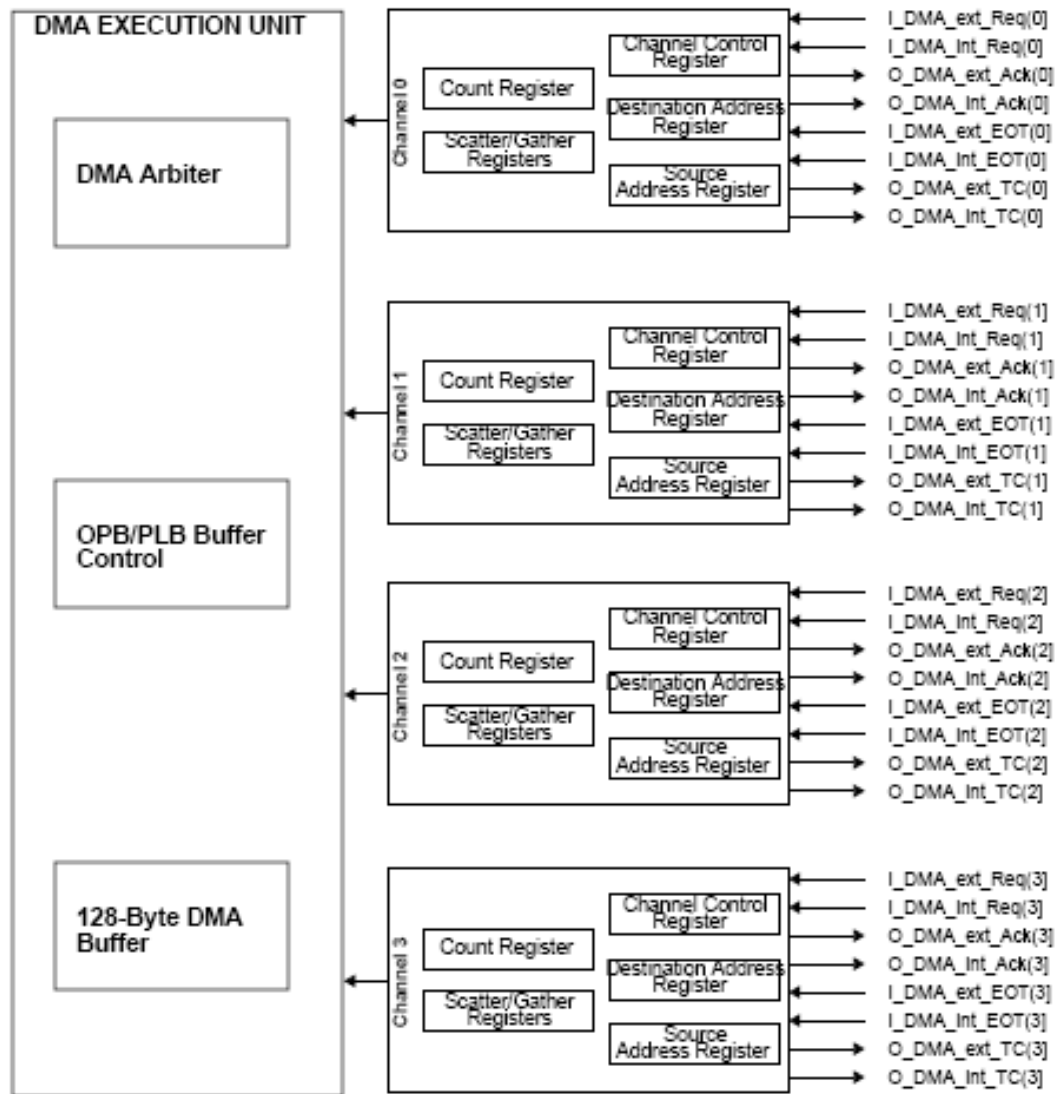 DMA EXECUTION UNIT
DMA Arbiter
OPB/PLB Buffer
Control
128-Byte DMA
Buffer
Channel 0
Count Register
Scatter/Gather
Registers
Channel Control
Register
Destination Address
Register
Source
Address Register
I_DMA_ext_Req(0]
I_DMA_Int_Req(0]
O_DMA_ext_Ack(0]
O_DMA_Int_Ack(0]
I_DMA_ext_EOT(0]
I_DMA_Int_EOT(0]
O_DMA_ext_TC(0]
O_DMA_Int_TC(0]
Channel 1
Count Register
Scatter/Gather
Registers
Channel Control
Register
Destination Address
Register
Source
Address Register
I_DMA_ext_Req(1]
I_DMA_Int_Req(1]
O_DMA_ext_Ack(1]
O_DMA_Int_Ack(1]
I_DMA_ext_EOT(1]
I_DMA_Int_EOT(1]
O_DMA_ext_TC(1]
O_DMA_Int_TC(1]
Channel 2
Count Register
Scatter/Gather
Registers
Channel Control
Register
Destination Address
Register
Source
Address Register
I_DMA_ext_Req(2]
I_DMA_Int_Req(2]
O_DMA_ext_Ack(2]
O_DMA_Int_Ack(2]
I_DMA_ext_EOT(2]
I_DMA_Int_EOT(2]
O_DMA_ext_TC(2]
O_DMA_Int_TC(2]
Channel 3
Count Register
Scatter/Gather
Registers
Channel Control
Register
Destination Address
Register
Source
Address Register
I_DMA_ext_Req(3]
I_DMA_Int_Req(3]
O_DMA_ext_Ack(3]
O_DMA_Int_Ack(3]
I_DMA_ext_EOT(3]
I_DMA_Int_EOT(3]
O_DMA_ext_TC(3]
O_DMA_Int_TC(3]